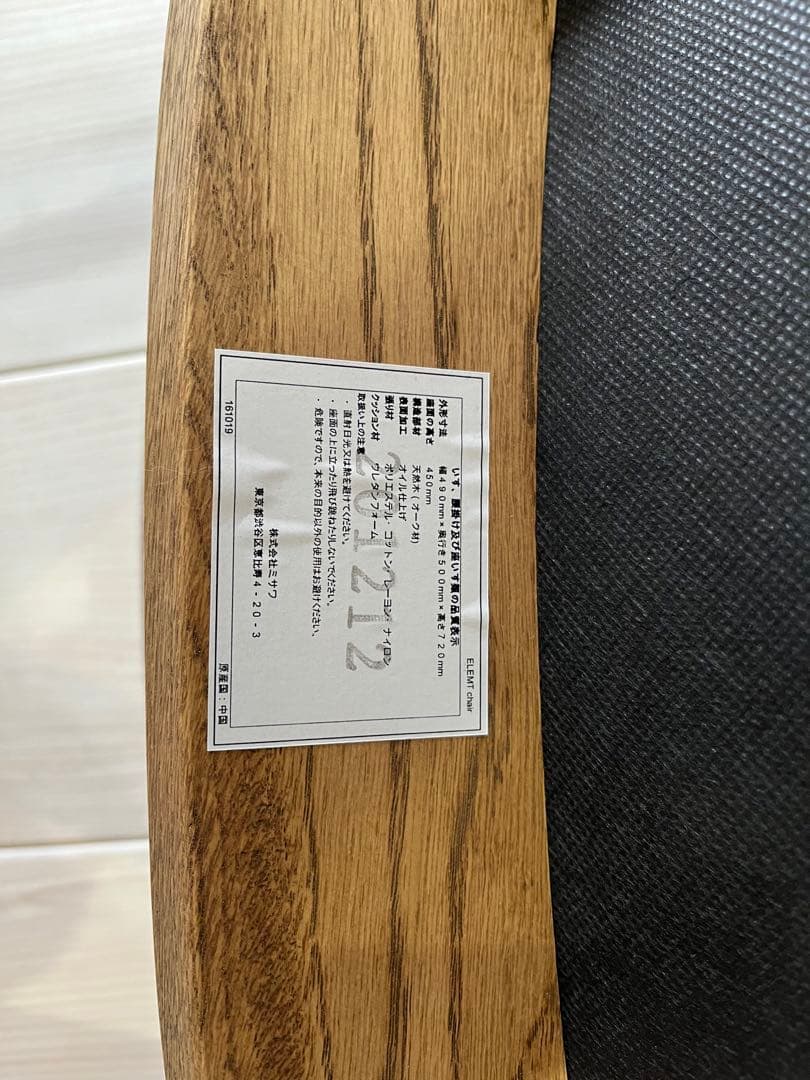 ELEMT chair
いす、腰掛け及び座いす類の品質表示
外形寸法 幅490mm×奥行き500mm×高さ720mm
座面の高さ 450mm
構造部材 天然木(オーク材)
表面加工 オイル仕上げ
張り材 ポリエステル・コットン・レーヨン・ナイロン
クッション材 ウレタンフォーム
取扱い上の注意
・直射日光又は熱を避けてください。
・座面の上に立ったり飛び跳ねたりしないでください。
・危険ですので、本来の目的以外の使用はお避けください。
201212
株式会社ミサワ
東京都渋谷区恵比寿4-20-3
161019
原産国:中国